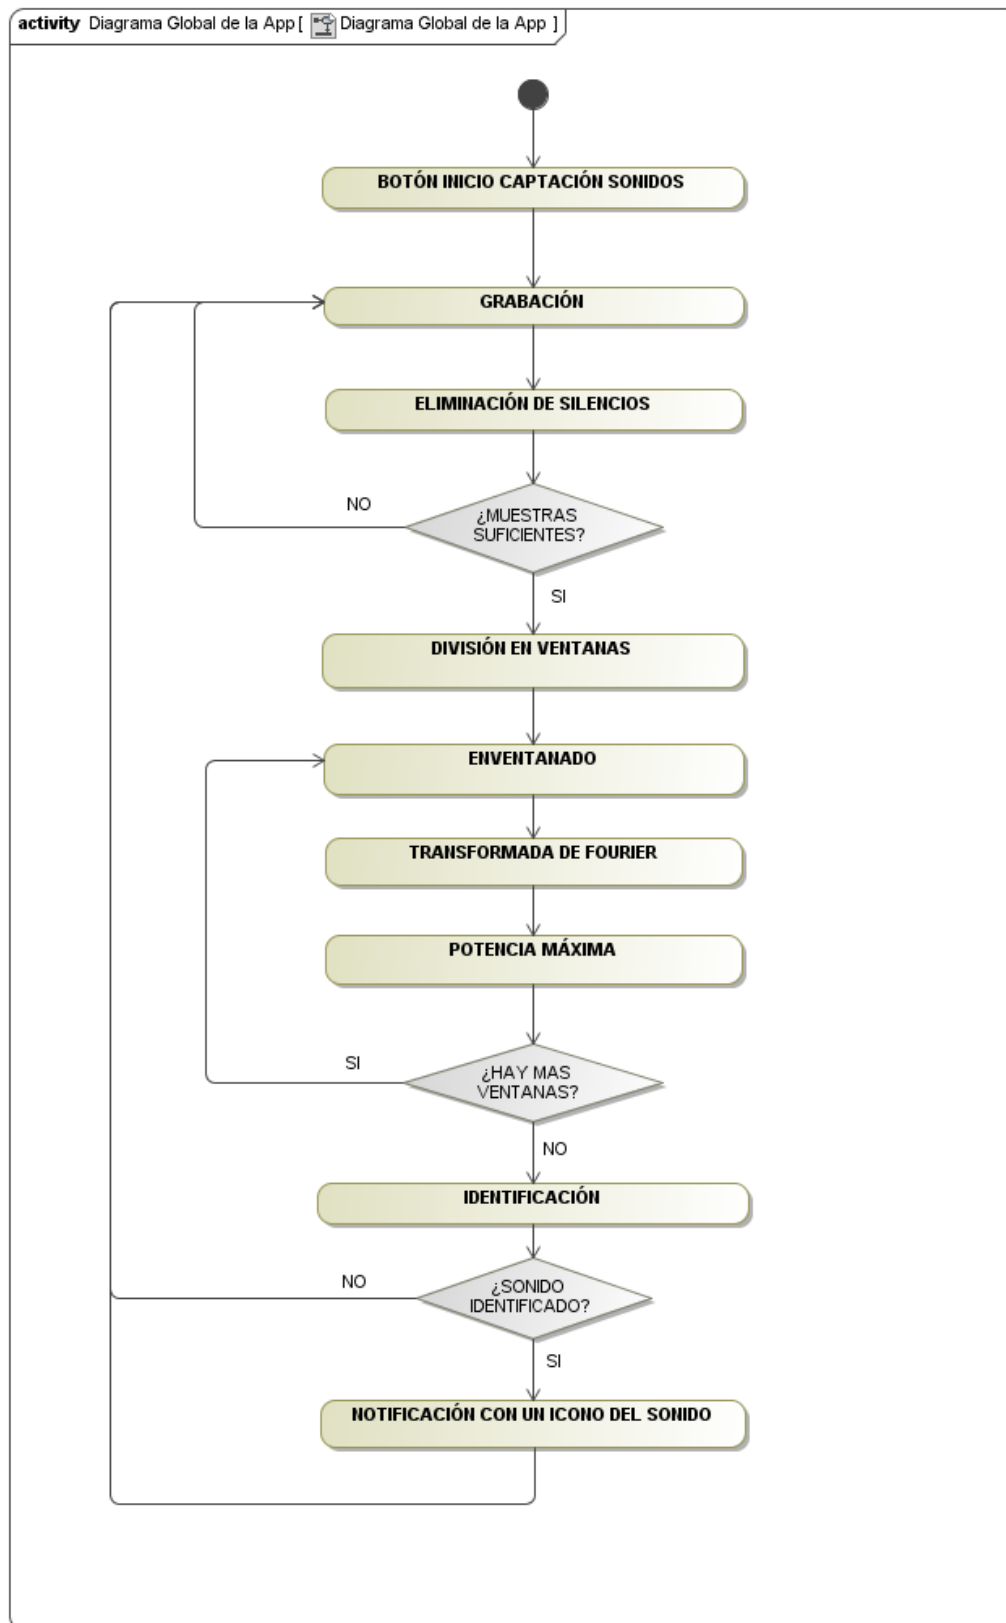 activity Diagrama Global de la App [ Diagrama Global de la App ]
BOTÓN INICIO CAPTACIÓN SONIDOS
GRABACIÓN
ELIMINACIÓN DE SILENCIOS
NO
¿MUESTRAS
SUFICIENTES?
SI
DIVISIÓN EN VENTANAS
ENVENTANADO
TRANSFORMADA DE FOURIER
POTENCIA MÁXIMA
SI
¿HAY MAS
VENTANAS?
NO
IDENTIFICACIÓN
NO
¿SONIDO
IDENTIFICADO?
SI
NOTIFICACIÓN CON UN ICONO DEL SONIDO